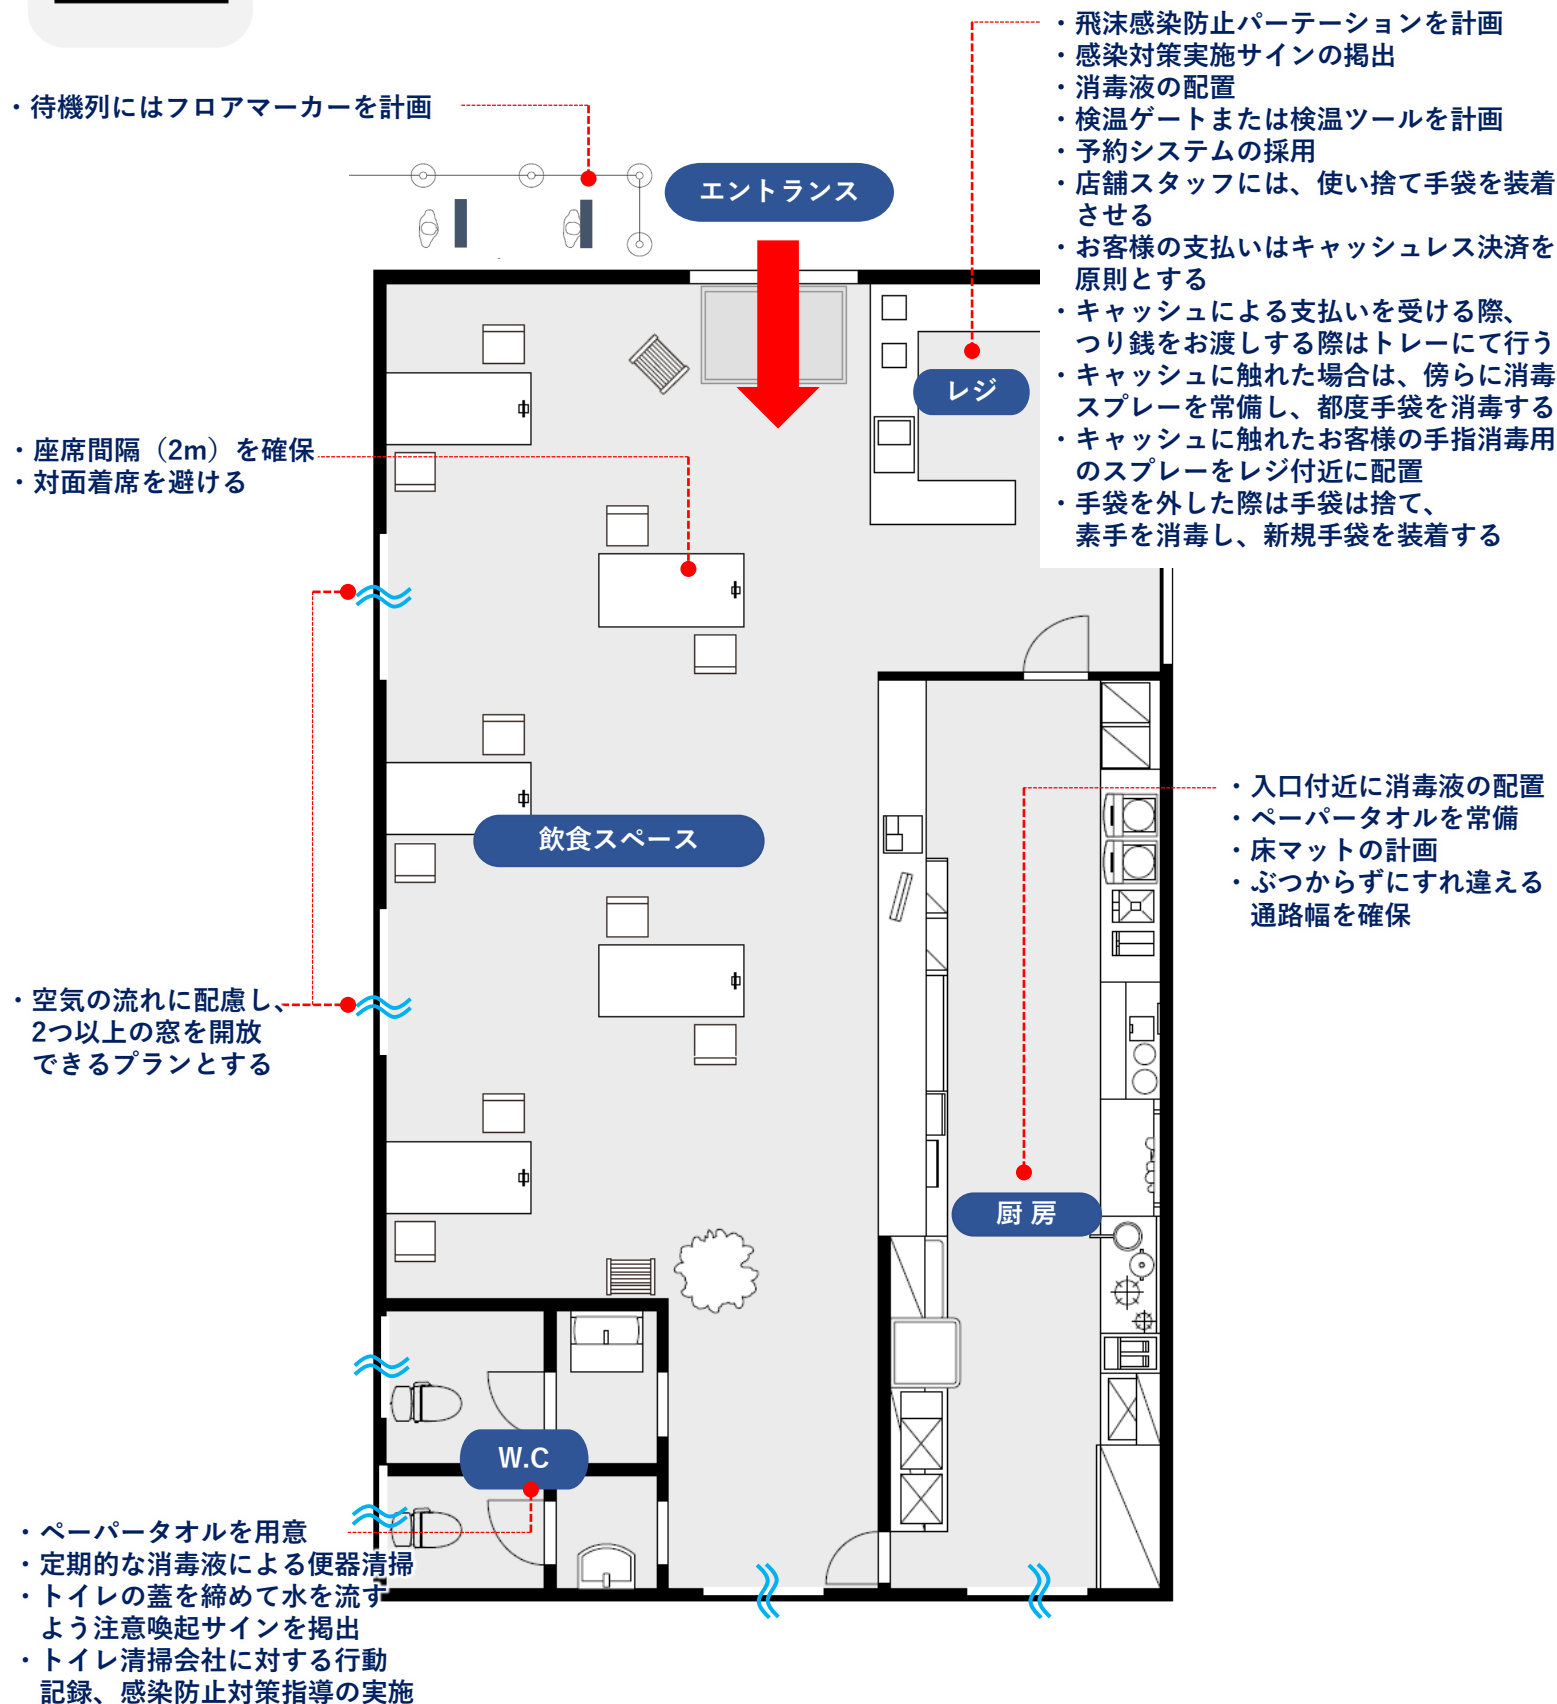 ・飛沫感染防止パーテーションを計画
・感染対策実施サインの掲出
・消毒液の配置
・検温ゲートまたは検温ツールを計画
・予約システムの採用
・店舗スタッフには、使い捨て手袋を装着
させる
・お客様の支払いはキャッシュレス決済を
原則とする
・キャッシュによる支払いを受ける際、
つり銭をお渡しする際はトレーにて行う
・キャッシュに触れた場合は、傍らに消毒
スプレーを常備し、都度手袋を消毒する
・キャッシュに触れたお客様の手指消毒用
のスプレーをレジ付近に配置
・手袋を外した際は手袋は捨て、
素手を消毒し、新規手袋を装着する
・待機列にはフロアマーカーを計画
エントランス
レジ
・座席間隔（2m）を確保
・対面着席を避ける
飲食スペース
・入口付近に消毒液の配置
・ペーパータオルを常備
・床マットの計画
・ぶつからずにすれ違える
通路幅を確保
・空気の流れに配慮し、
2つ以上の窓を開放
できるプランとする
厨 房
W.C
・ペーパータオルを用意
・定期的な消毒液による便器清掃
・トイレの蓋を締めて水を流す
よう注意喚起サインを掲出
・トイレ清掃会社に対する行動
記録、感染防止対策指導の実施